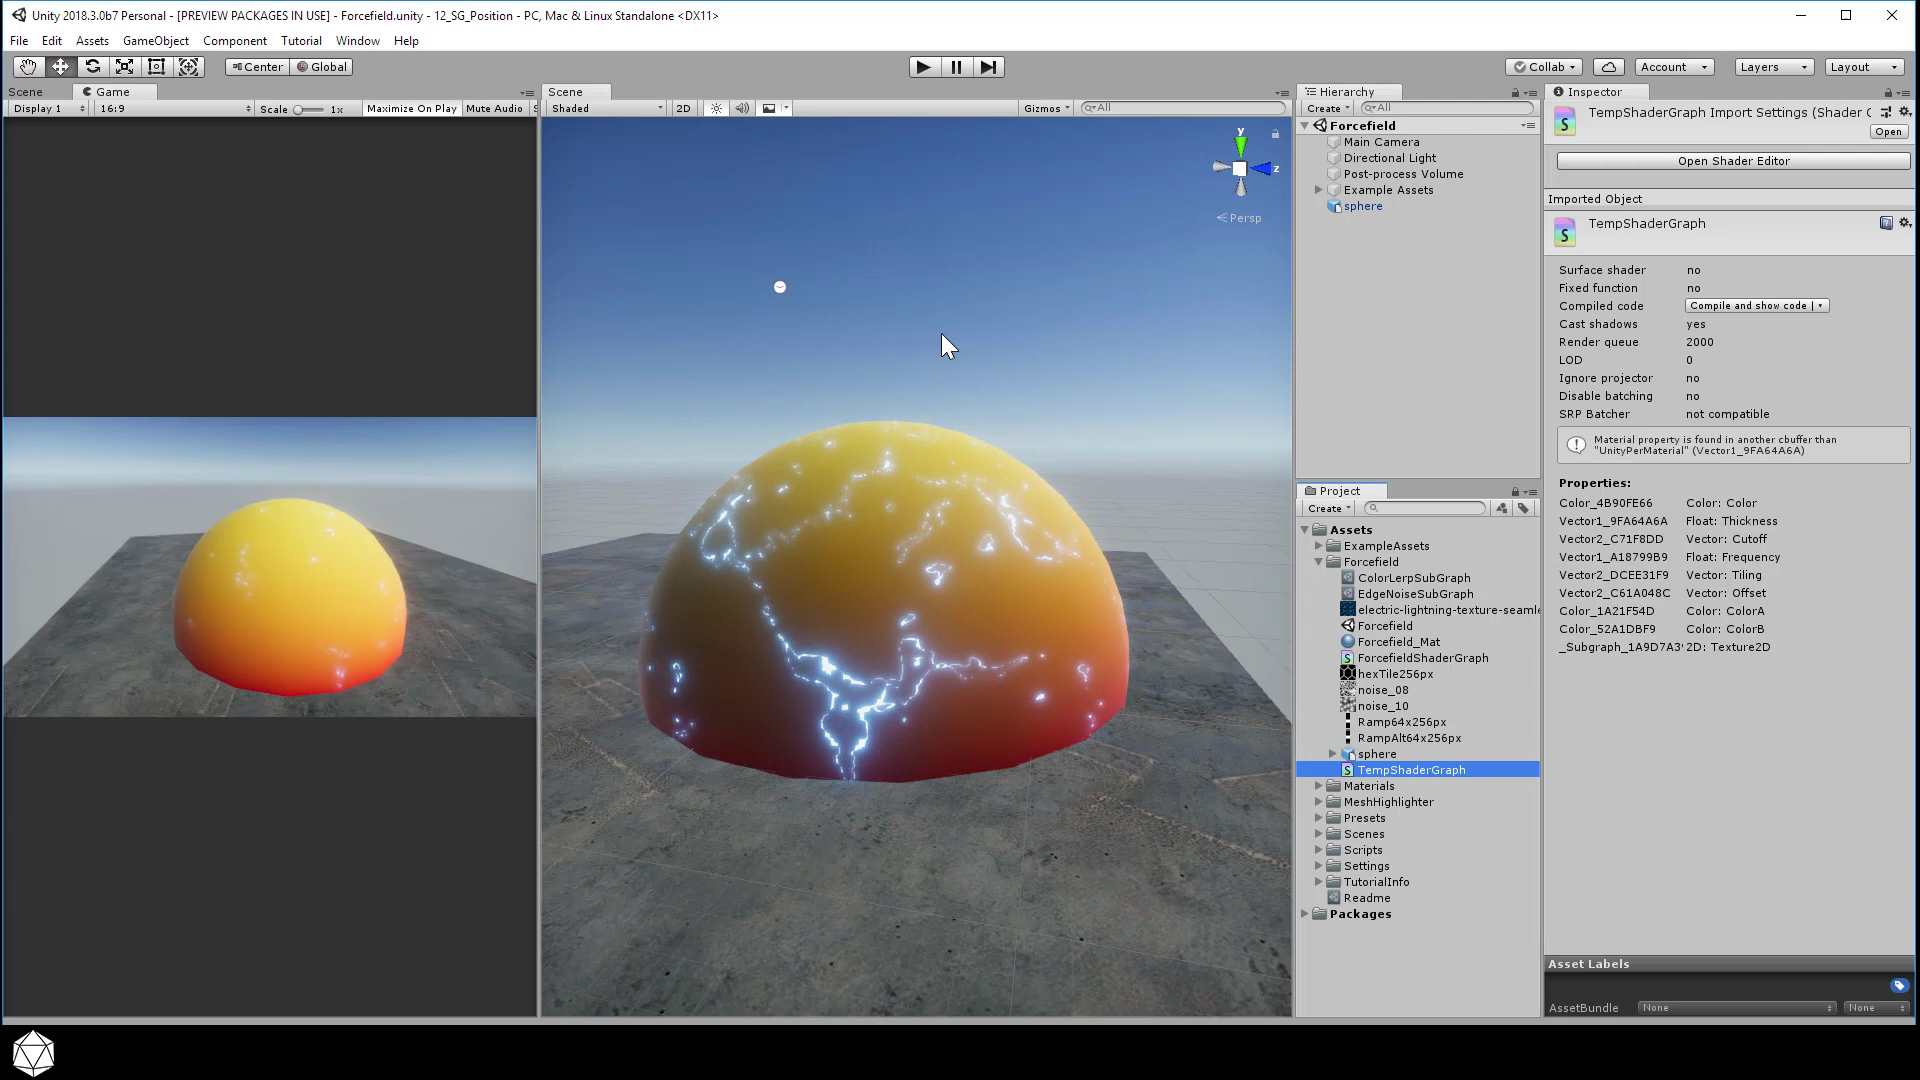 Unity 2018.3.0b7 Personal - [PREVIEW PACKAGES IN USE] - Forcefield.unity - 12_SG_Position - PC, Mac & Linux Standalone <DX11>
File Edit Assets GameObject Component Tutorial Window Help
Center Global Collab Account Layers Layout
Scene Game
Display 1 16:9 Scale 1x Maximize On Play Mute Audio S
Scene
Shaded 2D Gizmos All
y
z
Persp
Hierarchy
Create All
Forcefield
Main Camera
Directional Light
Post-process Volume
Example Assets
sphere
Project
Create
Assets
ExampleAssets
Forcefield
ColorLerpSubGraph
EdgeNoiseSubGraph
electric-lightning-texture-seamle
Forcefield
Forcefield_Mat
ForcefieldShaderGraph
hexTile256px
noise_08
noise_10
Ramp64x256px
RampAlt64x256px
sphere
TempShaderGraph
Materials
MeshHighlighter
Presets
Scenes
Scripts
Settings
TutorialInfo
Readme
Packages
Inspector
TempShaderGraph Import Settings (Shader G
Open
Open Shader Editor
Imported Object
TempShaderGraph
Surface shader no
Fixed function no
Compiled code Compile and show code
Cast shadows yes
Render queue 2000
LOD 0
Ignore projector no
Disable batching no
SRP Batcher not compatible
Material property is found in another cbuffer than
"UnityPerMaterial" (Vector1_9FA64A6A)
Properties:
Color_4B90FE66 Color: Color
Vector1_9FA64A6A Float: Thickness
Vector2_C71F8DD Vector: Cutoff
Vector1_A18799B9 Float: Frequency
Vector2_DCEE31F9 Vector: Tiling
Vector2_C61A048C Vector: Offset
Color_1A21F54D Color: ColorA
Color_52A1DBF9 Color: ColorB
_Subgraph_1A9D7A3 2D: Texture2D
Asset Labels
AssetBundle None None